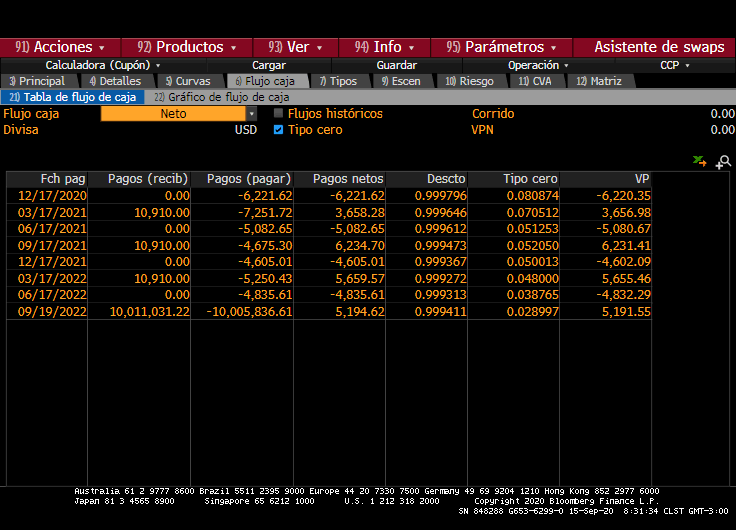 91) Acciones 92) Productos 93) Ver 94) Info 95) Parámetros Asistente de swaps
Calculadora (Cupón) Cargar Guardar Operación CCP
3) Principal 4) Detalles 5) Curvas 6) Flujo caja 7) Tipos 9) Escen 10) Riesgo 11) CVA 12) Matriz
21) Tabla de flujo de caja 22) Gráfico de flujo de caja
Flujo caja Neto Flujos históricos Corrido 0.00
Divisa USD Tipo cero VPN 0.00
Fch pag Pagos (recib) Pagos (pagar) Pagos netos Descto Tipo cero VP
12/17/2020 0.00 -6,221.62 -6,221.62 0.999796 0.080874 -6,220.35
03/17/2021 10,910.00 -7,251.72 3,658.28 0.999646 0.070512 3,656.98
06/17/2021 0.00 -5,082.65 -5,082.65 0.999612 0.051253 -5,080.67
09/17/2021 10,910.00 -4,675.30 6,234.70 0.999473 0.052050 6,231.41
12/17/2021 0.00 -4,605.01 -4,605.01 0.999367 0.050013 -4,602.09
03/17/2022 10,910.00 -5,250.43 5,659.57 0.999272 0.048000 5,655.46
06/17/2022 0.00 -4,835.61 -4,835.61 0.999313 0.038765 -4,832.29
09/19/2022 10,011,031.22 -10,005,836.61 5,194.62 0.999411 0.028997 5,191.55
Australia 61 2 9777 8600 Brazil 5511 2395 9000 Europe 44 20 7330 7500 Germany 49 69 9204 1210 Hong Kong 852 2977 6000
Japan 81 3 4565 8900 Singapore 65 6212 1000 U.S. 1 212 318 2000 Copyright 2020 Bloomberg Finance L.P.
SN 848288 G653-6299-0 15-Sep-20 8:31:34 CLST GMT-3:00